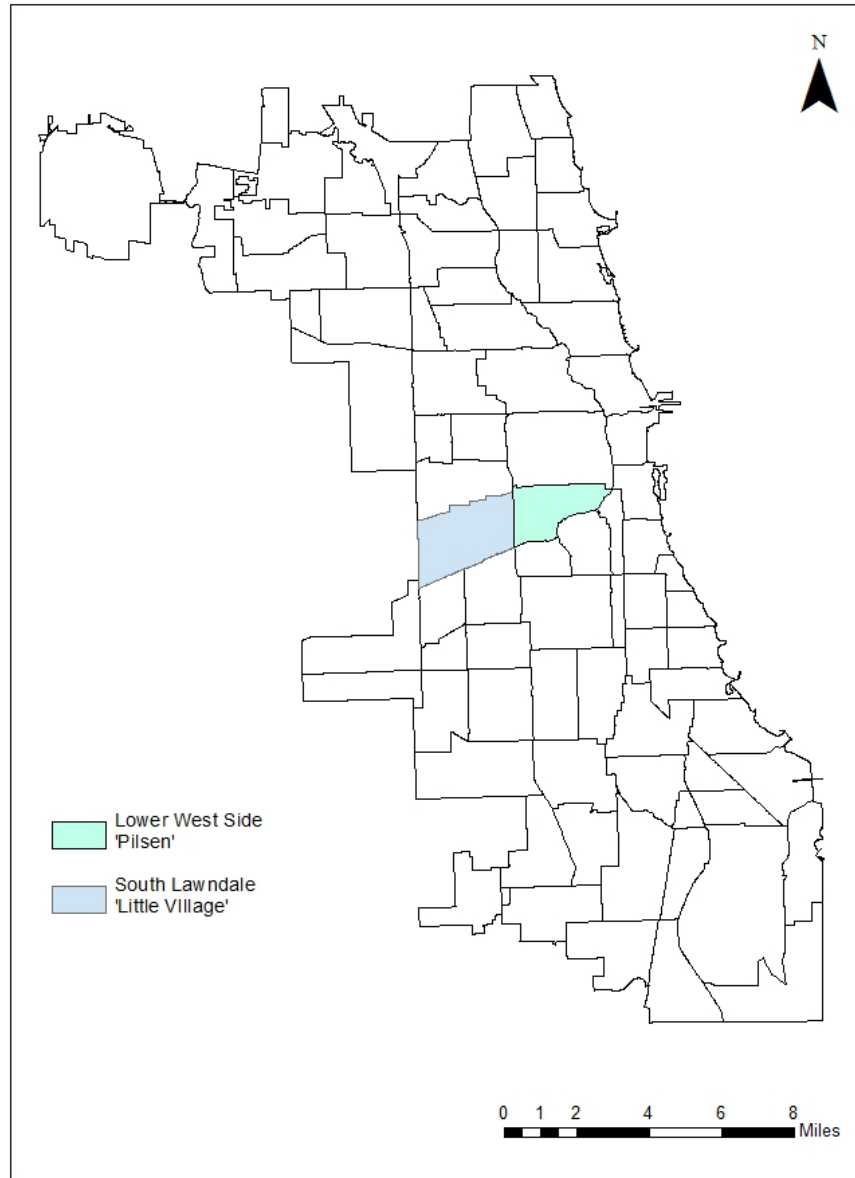 N
Lower West Side
'Pilsen'
South Lawndale
'Little VIllage'
0 1 2 4 6 8
Miles